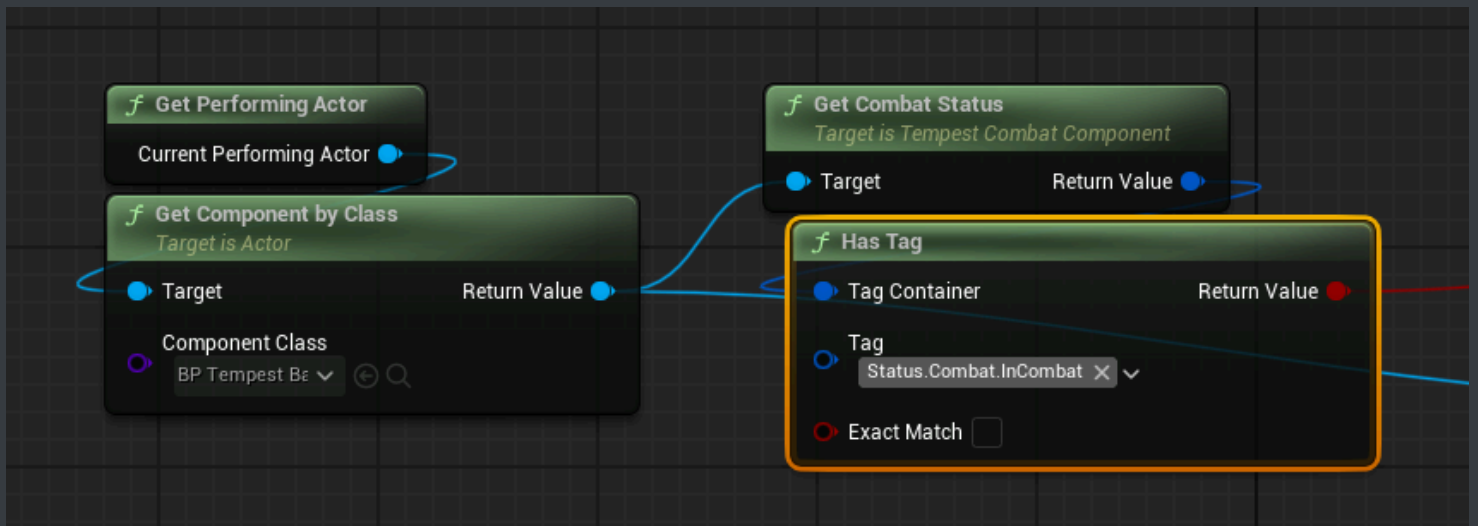 Get Performing Actor
Current Performing Actor
Get Component by Class
Target is Actor
Target
Return Value
Component Class
BP Tempest Ba
Get Combat Status
Target is Tempest Combat Component
Target
Return Value
Has Tag
Tag Container
Return Value
Tag
Status.Combat.InCombat
Exact Match